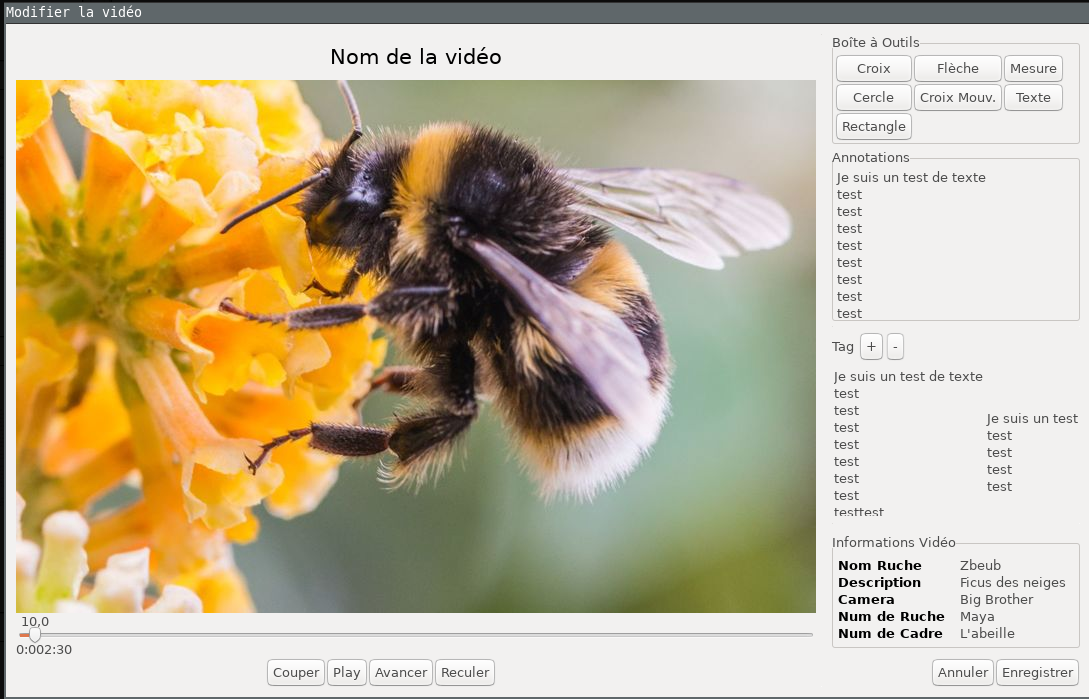 Modifier la vidéo
Nom de la vidéo
10,0
0:002:30
Couper Play Avancer Reculer
Boîte à Outils
Croix Flèche Mesure
Cercle Croix Mouv. Texte
Rectangle
Annotations
Je suis un test de texte
test
test
test
test
test
test
test
test
Tag + -
Je suis un test de texte
test
test
test
test
test
test
test
testtest
Je suis un test
test
test
test
test
Informations Vidéo
Nom Ruche Zbeub
Description Ficus des neiges
Camera Big Brother
Num de Ruche Maya
Num de Cadre L'abeille
Annuler Enregistrer